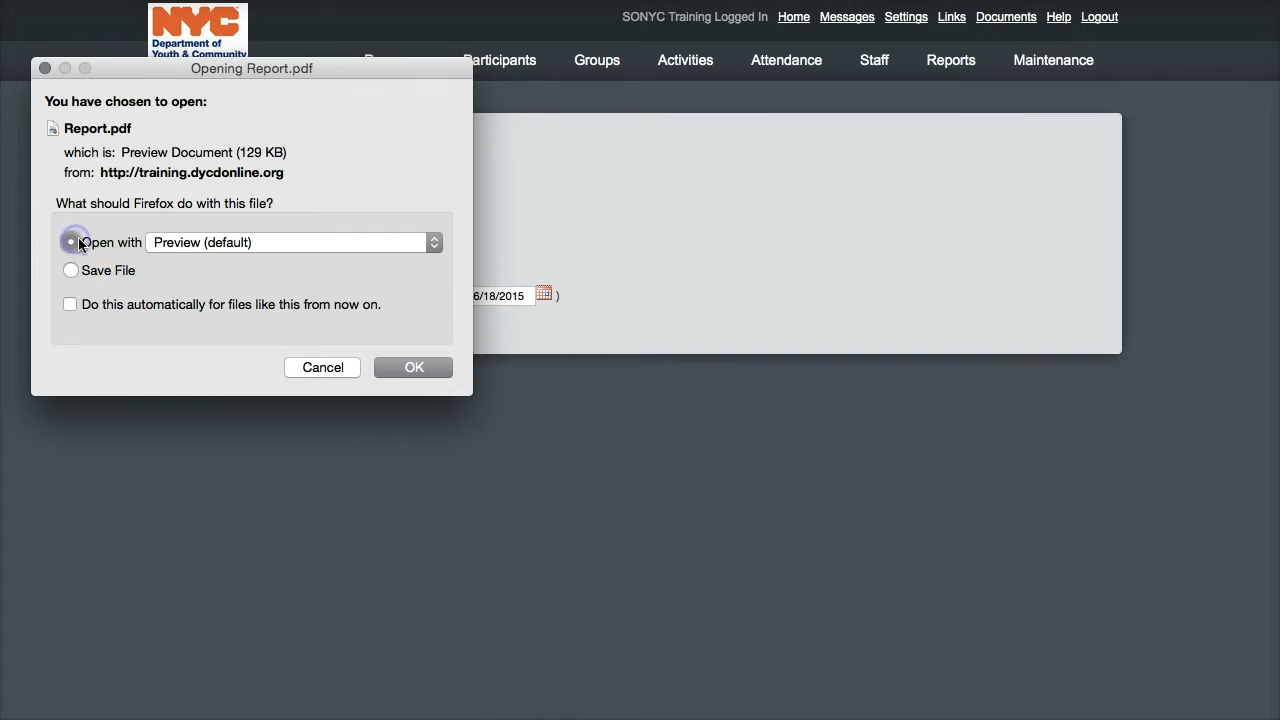 NYC
Department of
Youth & Community
SONYC Training Logged In Home Messages Settings Links Documents Help Logout
Participants Groups Activities Attendance Staff Reports Maintenance
Opening Report.pdf
You have chosen to open:
Report.pdf
which is: Preview Document (129 KB)
from: http://training.dycdonline.org
What should Firefox do with this file?
Open with Preview (default)
Save File
Do this automatically for files like this from now on.
Cancel OK
6/18/2015 )